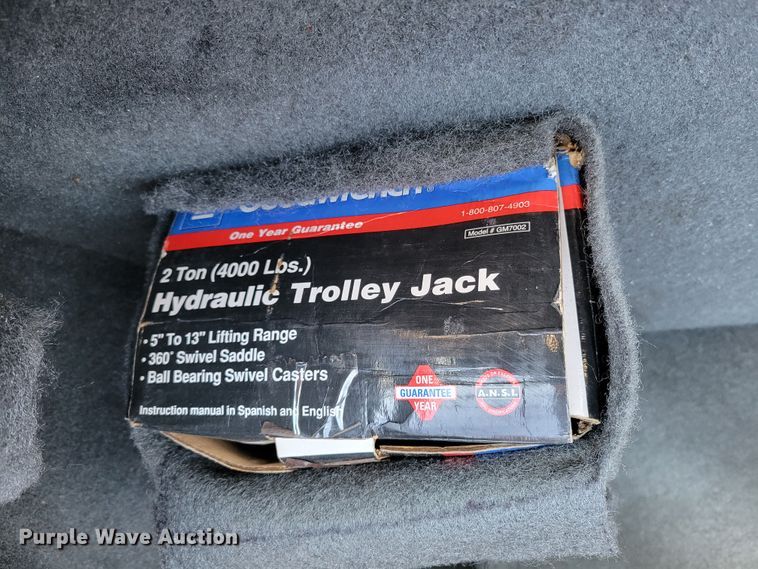 Goodwrench®
1-800-807-4903
One Year Guarantee
Model # GM7002
2 Ton (4000 Lbs.)
Hydraulic Trolley Jack
• 5" To 13" Lifting Range
• 360° Swivel Saddle
• Ball Bearing Swivel Casters
ONE
GUARANTEE
YEAR
A.N.S.I.
Instruction manual in Spanish and English
Purple Wave Auction